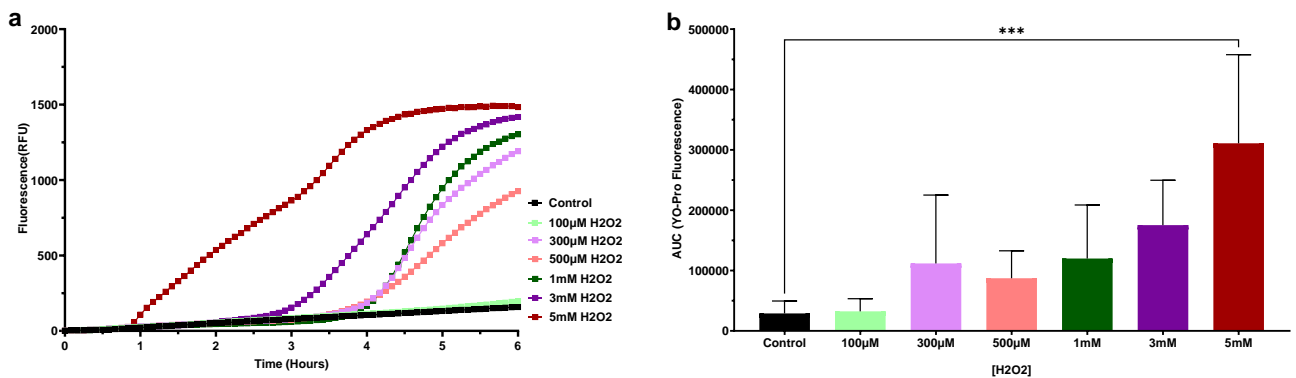 a
2000
1500
1000
500
0
Fluorescence(RFU)
0 1 2 3 4 5 6
Time (Hours)
Control
100µM H2O2
300µM H2O2
500µM H2O2
1mM H2O2
3mM H2O2
5mM H2O2
b
500000
400000
300000
200000
100000
0
AUC (YO-Pro Fluorescence)
***
Control 100µM 300µM 500µM 1mM 3mM 5mM
[H2O2]